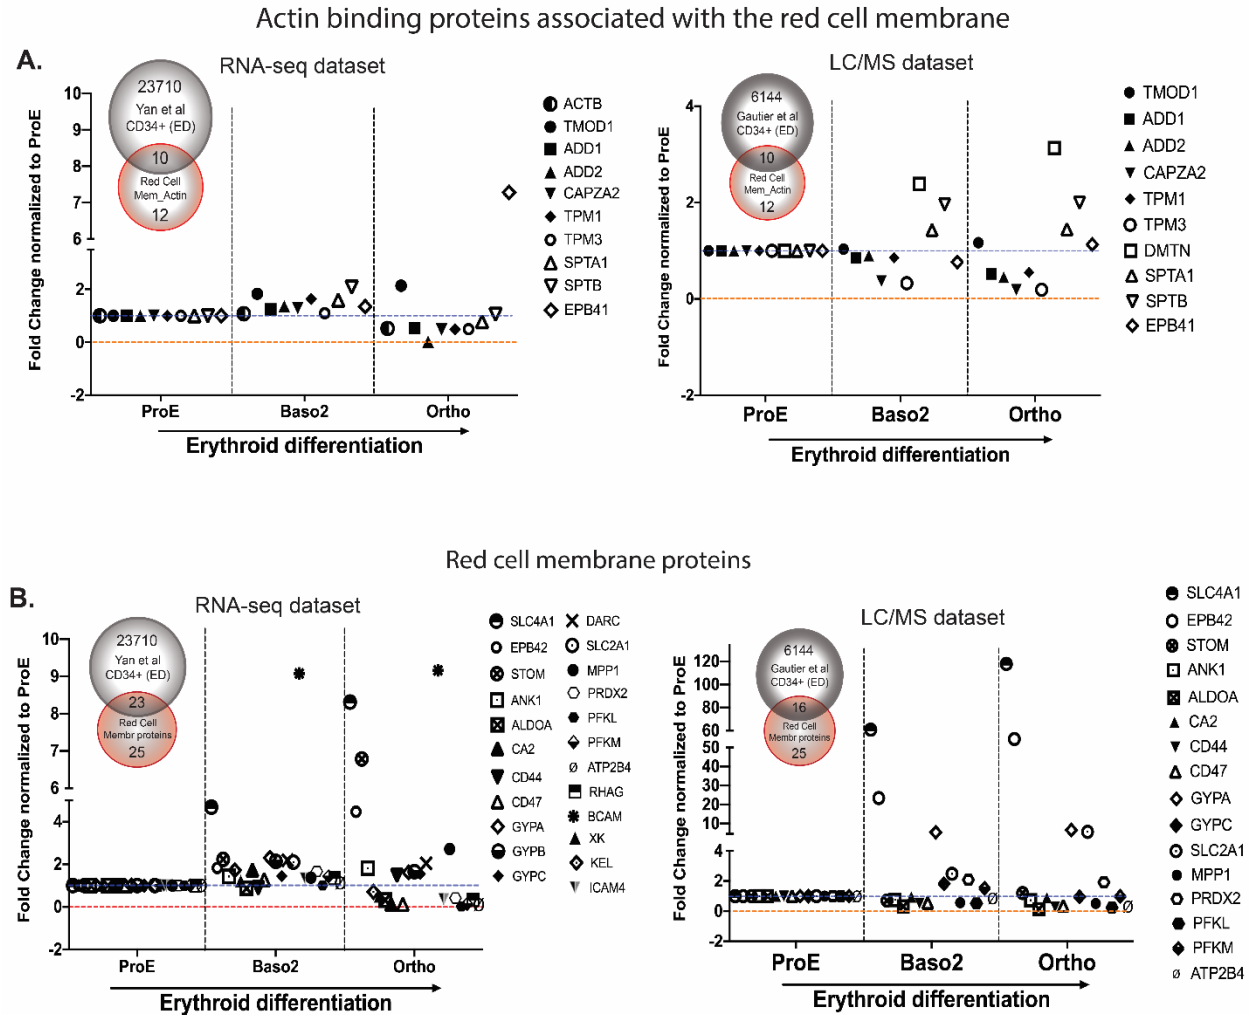 Actin binding proteins associated with the red cell membrane
A.
RNA-seq dataset
23710
Yan et al
CD34+ (ED)
10
Red Cell
Mem_Actin
12
Fold Change normalized to ProE
10
9
8
7
6
2
0
-2
ProE
Baso2
Ortho
Erythroid differentiation
ACTB
TMOD1
ADD1
ADD2
CAPZA2
TPM1
TPM3
SPTA1
SPTB
EPB41
LC/MS dataset
6144
Gautier et al
CD34+ (ED)
10
Red Cell
Mem_Actin
12
Fold Change normalized to ProE
4
2
0
-2
ProE
Baso2
Ortho
Erythroid differentiation
TMOD1
ADD1
ADD2
CAPZA2
TPM1
TPM3
DMTN
SPTA1
SPTB
EPB41
Red cell membrane proteins
B.
RNA-seq dataset
23710
Yan et al
CD34+ (ED)
23
Red Cell
Membr proteins
25
Fold Change normalized to ProE
10
9
8
7
6
4
2
0
-2
ProE
Baso2
Ortho
Erythroid differentiation
SLC4A1
EPB42
STOM
ANK1
ALDOA
CA2
CD44
CD47
GYPA
GYPB
GYPC
DARC
SLC2A1
MPP1
PRDX2
PFKL
PFKM
ATP2B4
RHAG
BCAM
XK
KEL
ICAM4
LC/MS dataset
6144
Gautier et al
CD34+ (ED)
16
Red Cell
Membr proteins
25
Fold Change normalized to ProE
120
100
80
60
50
40
30
20
10
4
2
0
-2
ProE
Baso2
Ortho
Erythroid differentiation
SLC4A1
EPB42
STOM
ANK1
ALDOA
CA2
CD44
CD47
GYPA
GYPC
SLC2A1
MPP1
PRDX2
PFKL
PFKM
ATP2B4